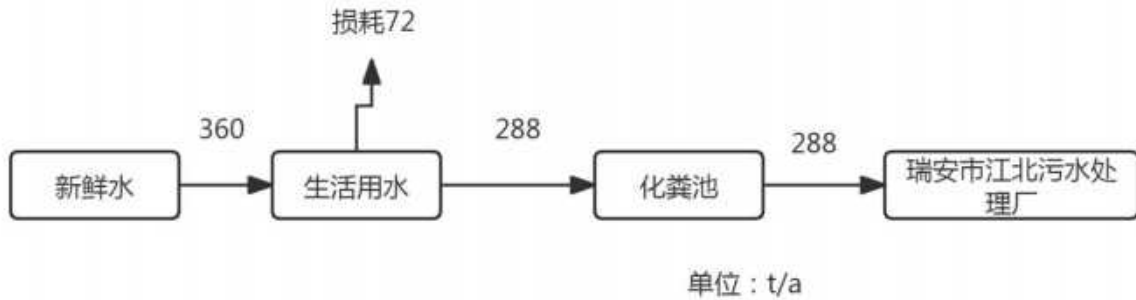 损耗72
360
288
288
新鲜水
生活用水
化粪池
瑞安市江北污水处
理厂
单位：t/a